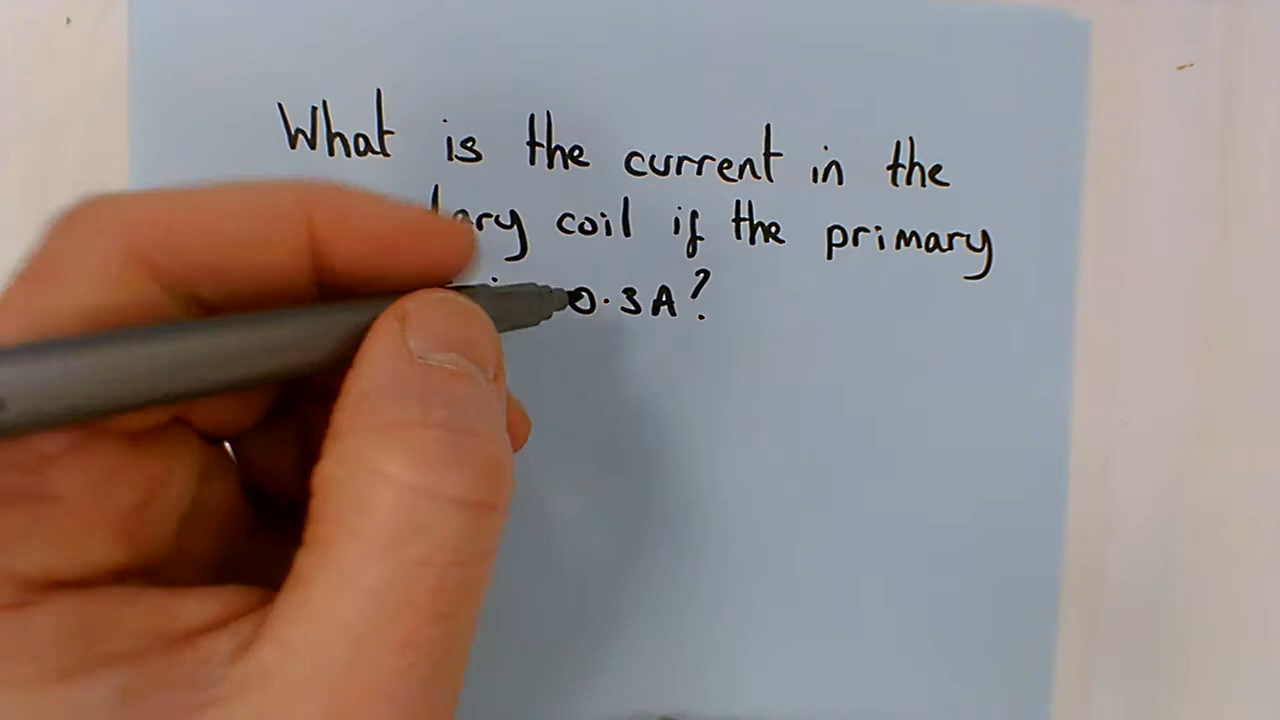 What is the current in the
coil if the primary
0.3A?